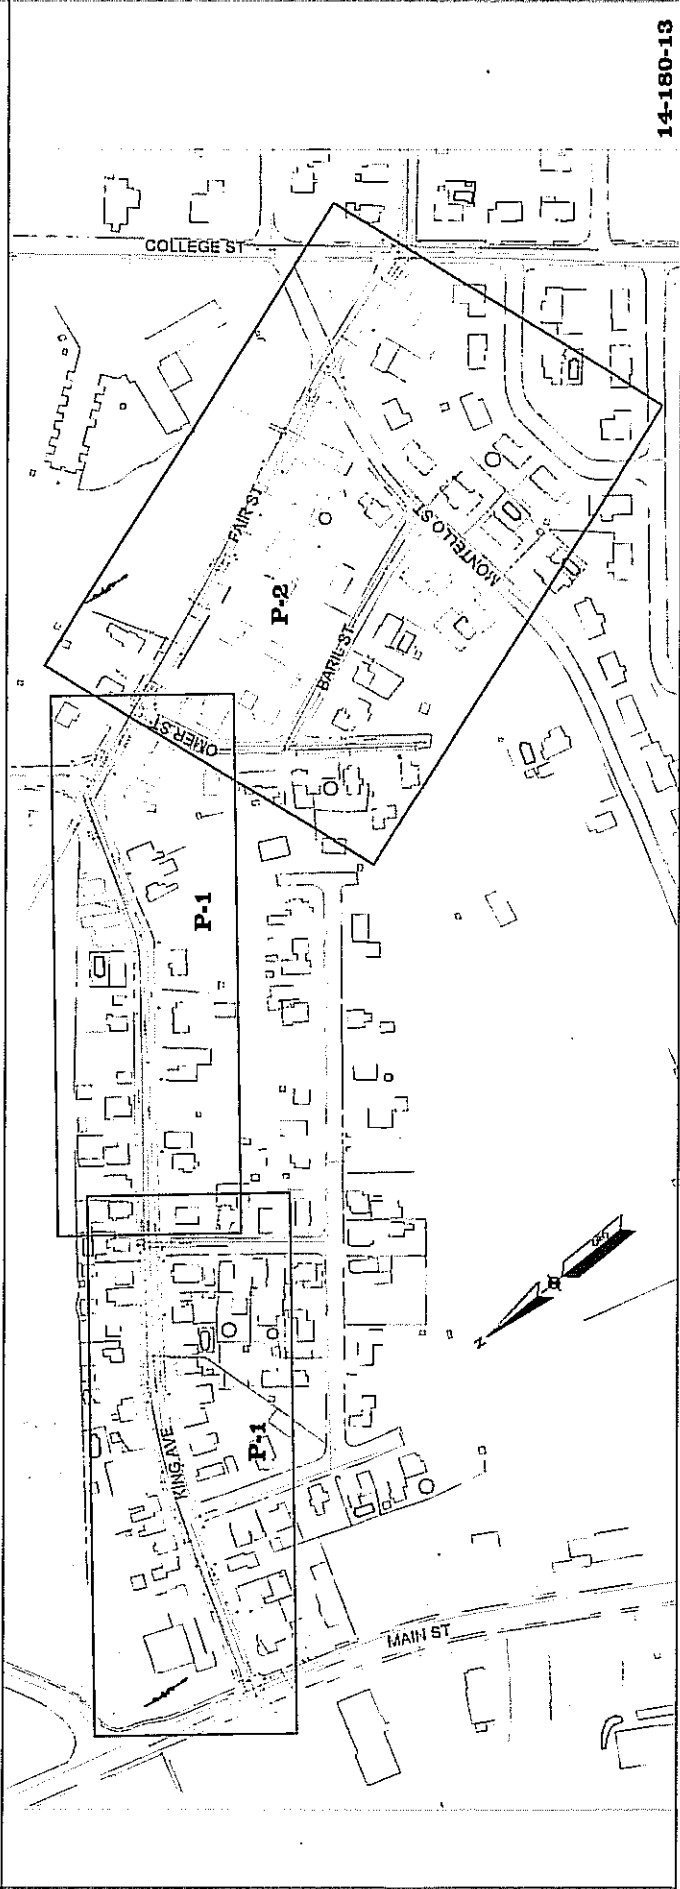 14-180-13
COLLEGE ST
FAIR ST
P-2
MONTELLO ST
BARIL ST
OMER ST
P-1
P-1
KING AVE
N
MAIN ST